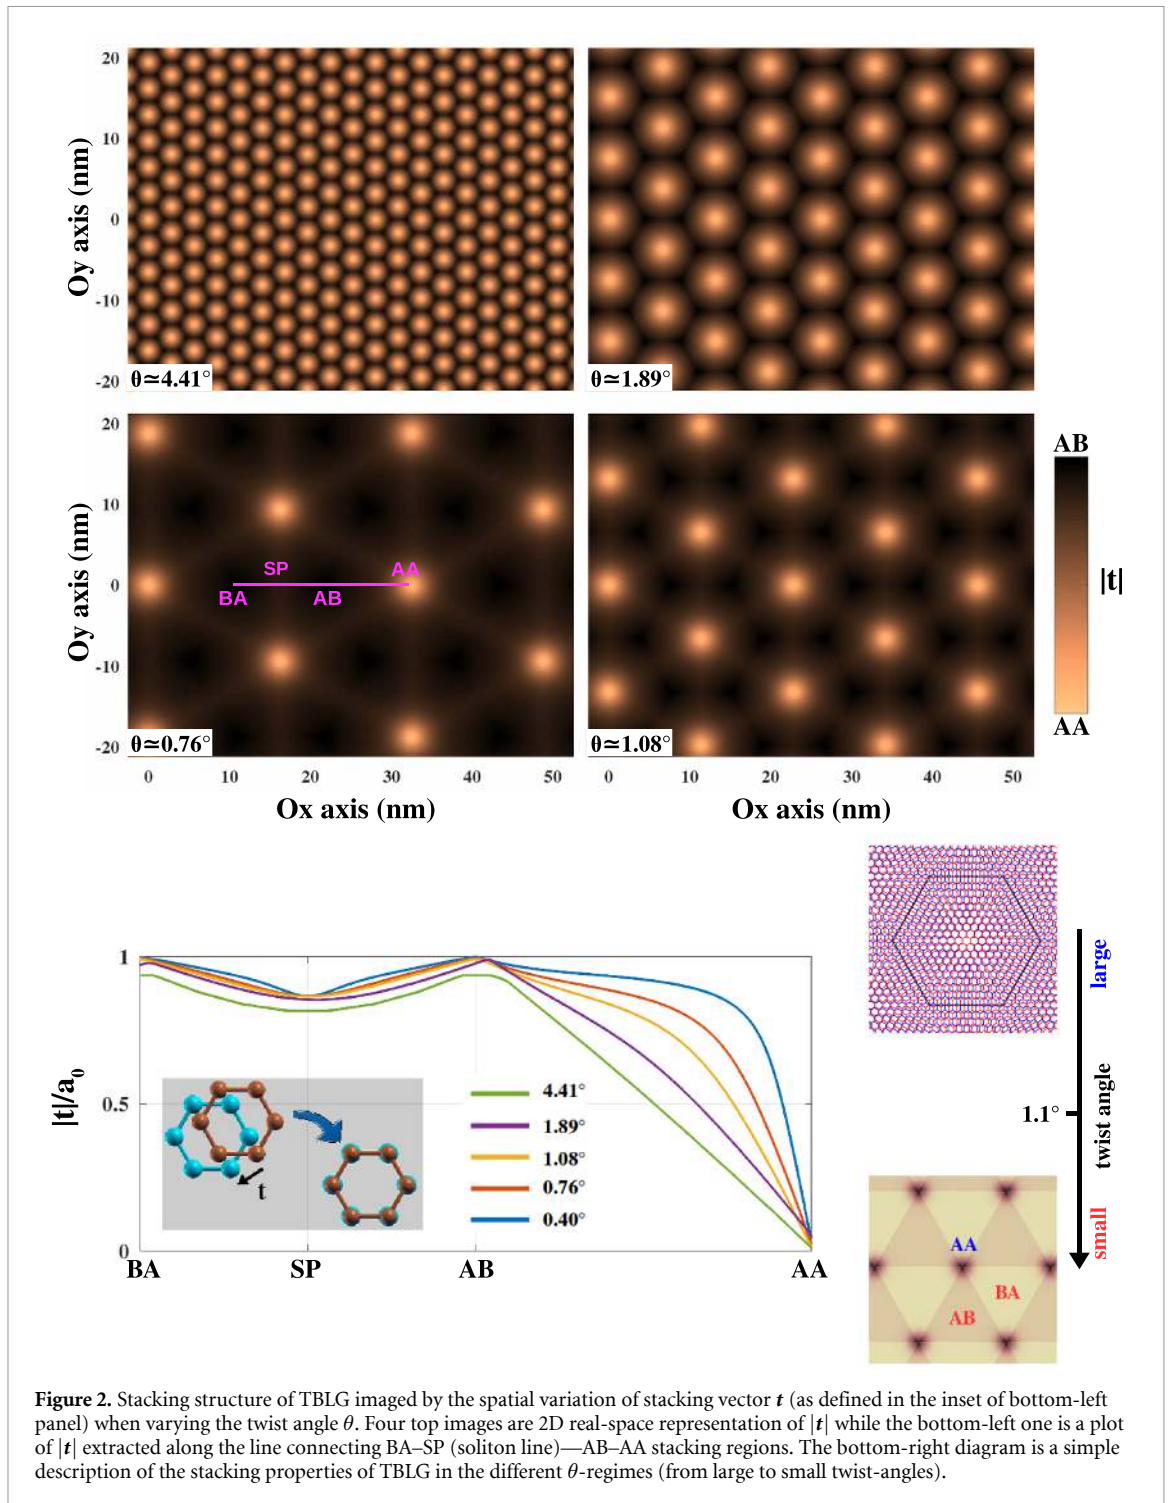 20
10
0
-10
-20
Oy axis (nm)
θ≃4.41°
θ≃1.89°
20
10
0
-10
-20
Oy axis (nm)
SP
AA
BA
AB
θ≃0.76°
θ≃1.08°
AB
|t|
AA
0 10 20 30 40 50
0 10 20 30 40 50
Ox axis (nm)
Ox axis (nm)
1
0.5
0
|t|/a0
t
4.41°
1.89°
1.08°
0.76°
0.40°
BA SP AB AA
large
1.1°
twist angle
small
AA
BA
AB
Figure 2. Stacking structure of TBLG imaged by the spatial variation of stacking vector t (as defined in the inset of bottom-left
panel) when varying the twist angle θ. Four top images are 2D real-space representation of |t| while the bottom-left one is a plot
of |t| extracted along the line connecting BA–SP (soliton line)—AB–AA stacking regions. The bottom-right diagram is a simple
description of the stacking properties of TBLG in the different θ-regimes (from large to small twist-angles).